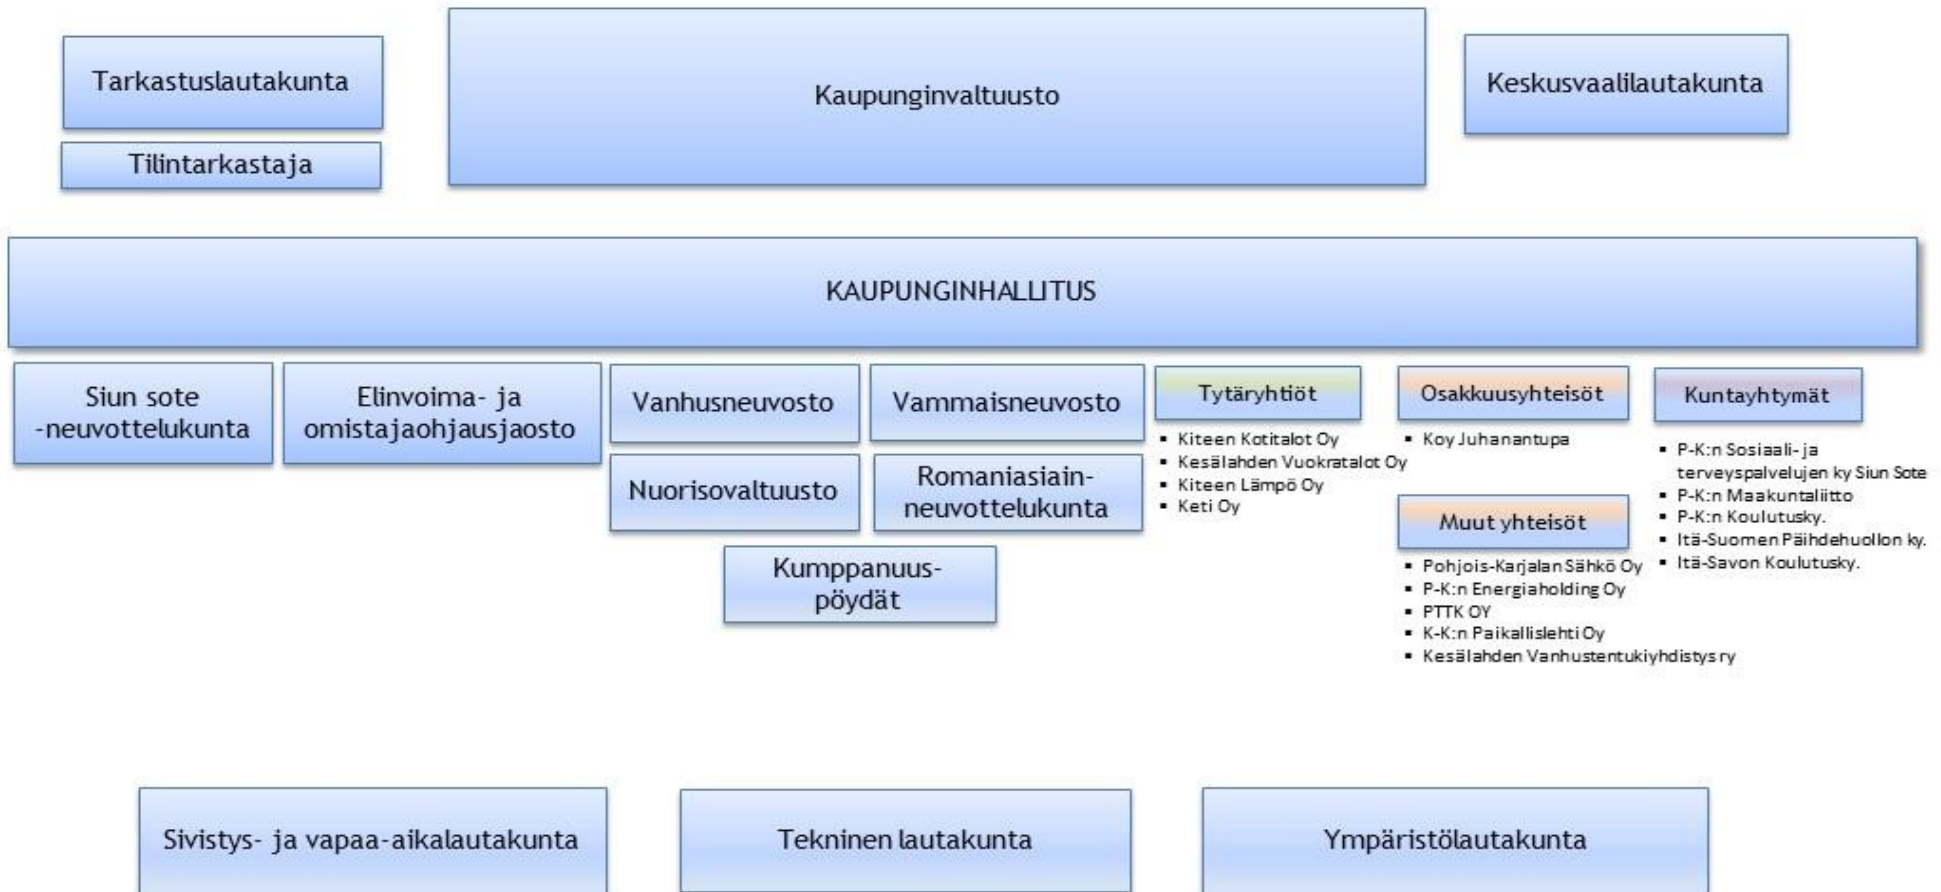 Tarkastuslautakunta
Tilintarkastaja
Kaupunginvaltuusto
Keskusvaalilautakunta
KAUPUNGINHALLITUS
Siun sote
-neuvottelukunta
Elinvoima- ja
omistajaohjausjaosto
Vanhusneuvosto
Vammaisneuvosto
Nuorisovaltuusto
Romaniasiain-
neuvottelukunta
Kumppanuus-
pöydät
Tytäryhtiöt
▪ Kiteen Kotitalot Oy
▪ Kesälahden Vuokratalot Oy
▪ Kiteen Lämpö Oy
▪ Keti Oy
Osakkuusyhteisöt
▪ Koy Juhanantupa
Muut yhteisöt
▪ Pohjois-Karjalan Sähkö Oy
▪ P-K:n Energiaholding Oy
▪ PTTK OY
▪ K-K:n Paikallislehti Oy
▪ Kesälahden Vanhustentukiyhdistys ry
Kuntayhtymät
▪ P-K:n Sosiaali- ja
terveyspalvelujen ky Siun Sote
▪ P-K:n Maakuntaliitto
▪ P-K:n Koulutusky.
▪ Itä-Suomen Päihdehuollon ky.
▪ Itä-Savon Koulutusky.
Sivistys- ja vapaa-aikalautakunta
Tekninen lautakunta
Ympäristölautakunta